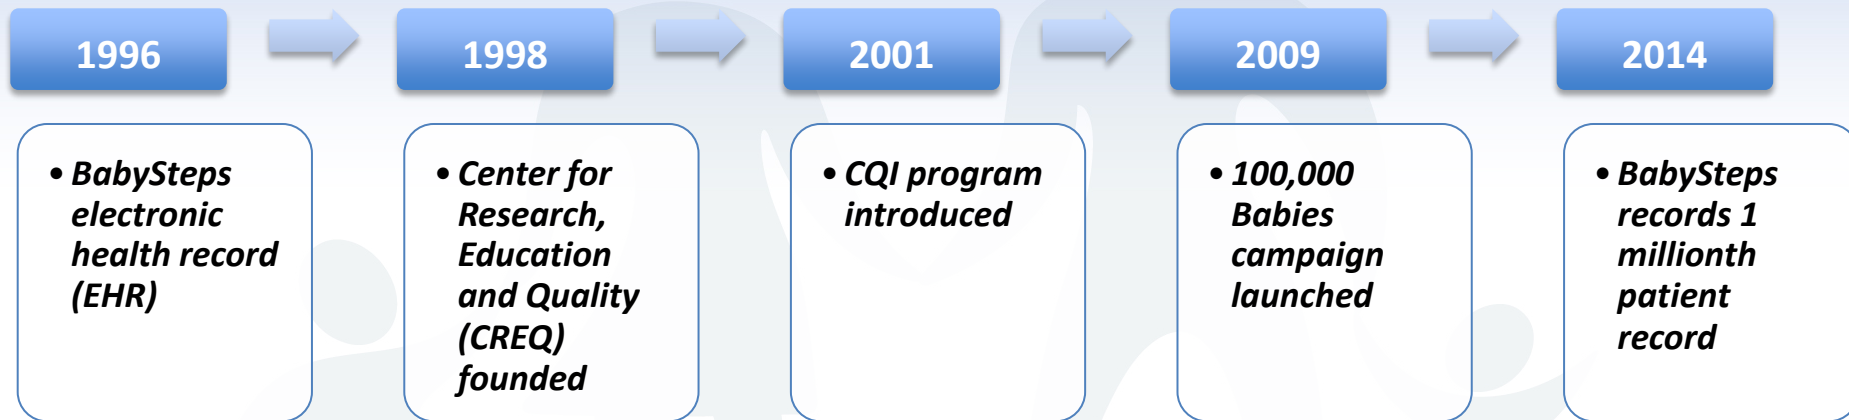 1996
1998
2001
2009
2014
• BabySteps
electronic
health record
(EHR)
• Center for
Research,
Education
and Quality
(CREQ)
founded
• CQI program
introduced
• 100,000
Babies
campaign
launched
• BabySteps
records 1
millionth
patient
record